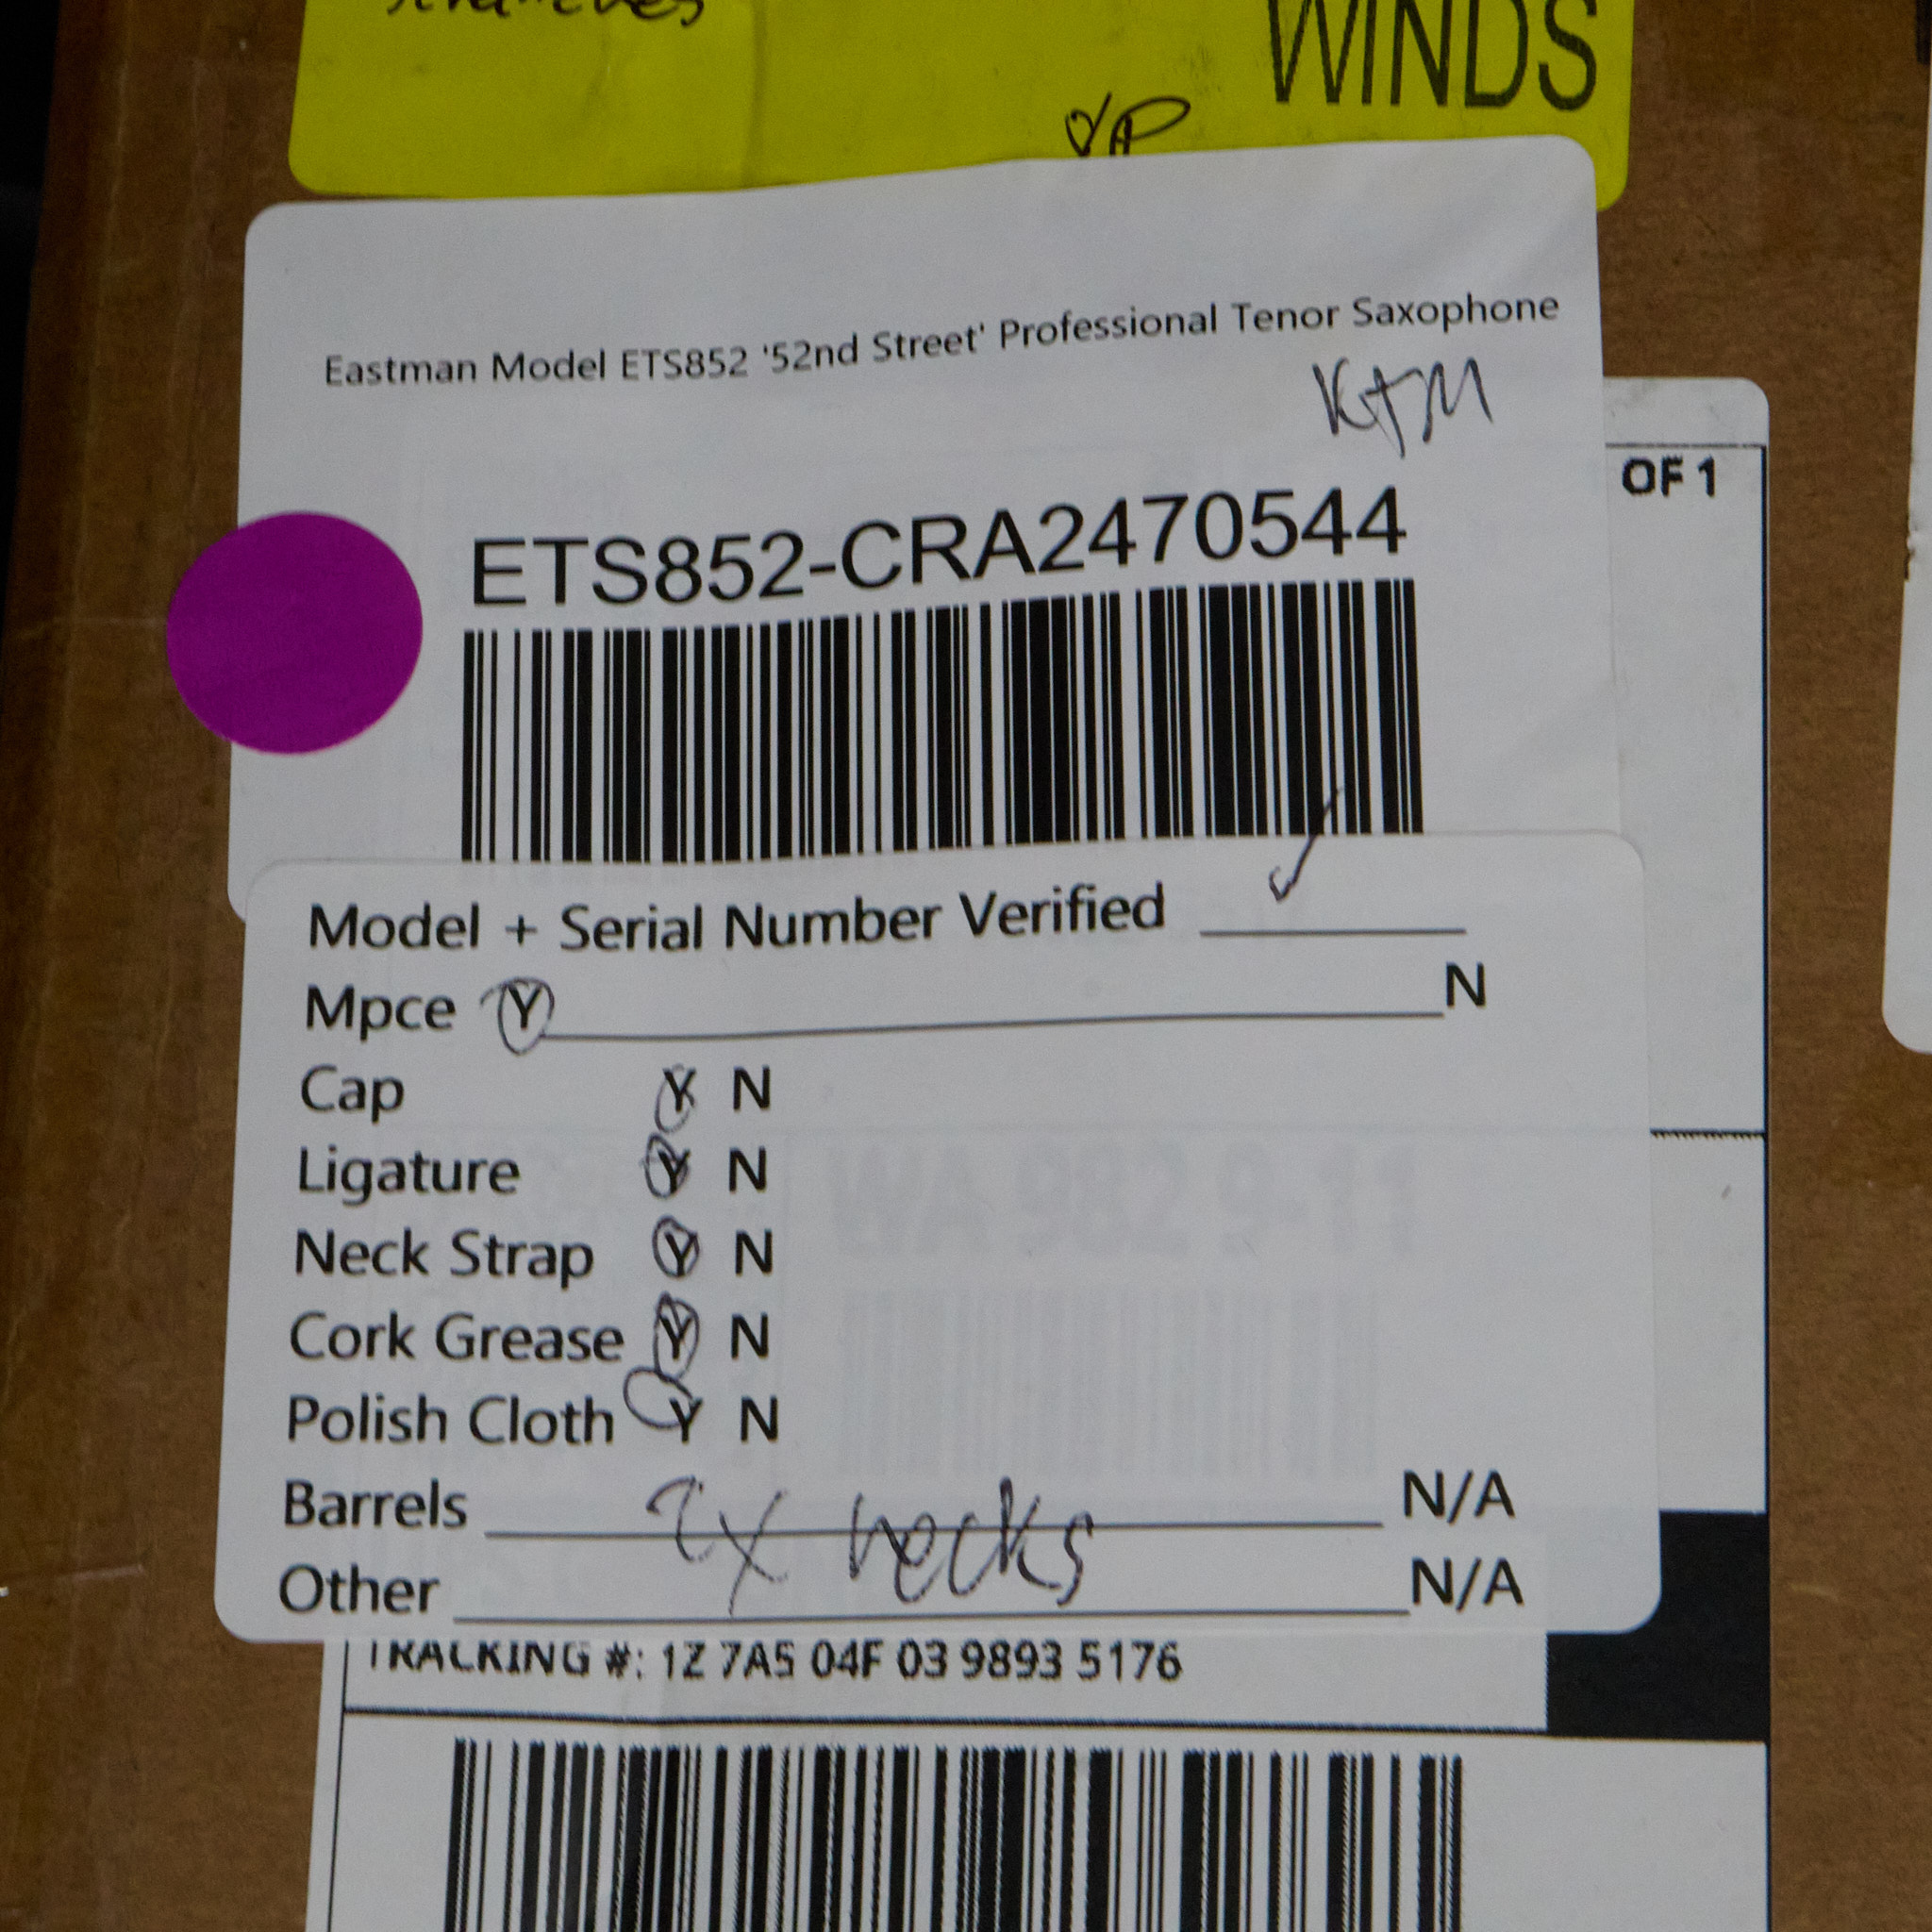 WINDS
Eastman Model ETS852 '52nd Street' Professional Tenor Saxophone
KTM
OF 1
ETS852-CRA2470544
Model + Serial Number Verified ✓
Mpce Y N
Cap Y N
Ligature Y N
Neck Strap Y N
Cork Grease Y N
Polish Cloth Y N
Barrels N/A
2x necks
Other N/A
TRACKING #: 1Z 7A5 04F 03 9893 5176